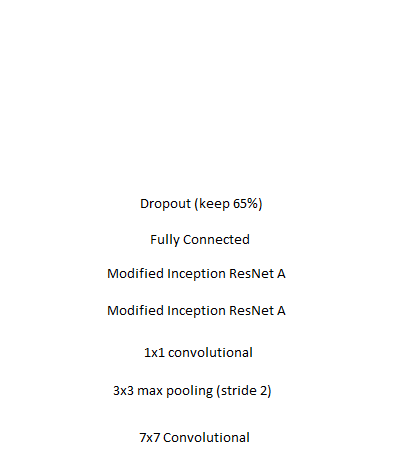 Dropout (keep 65%)
Fully Connected
Modified Inception ResNet A
Modified Inception ResNet A
1x1 convolutional
3x3 max pooling (stride 2)
7x7 Convolutional